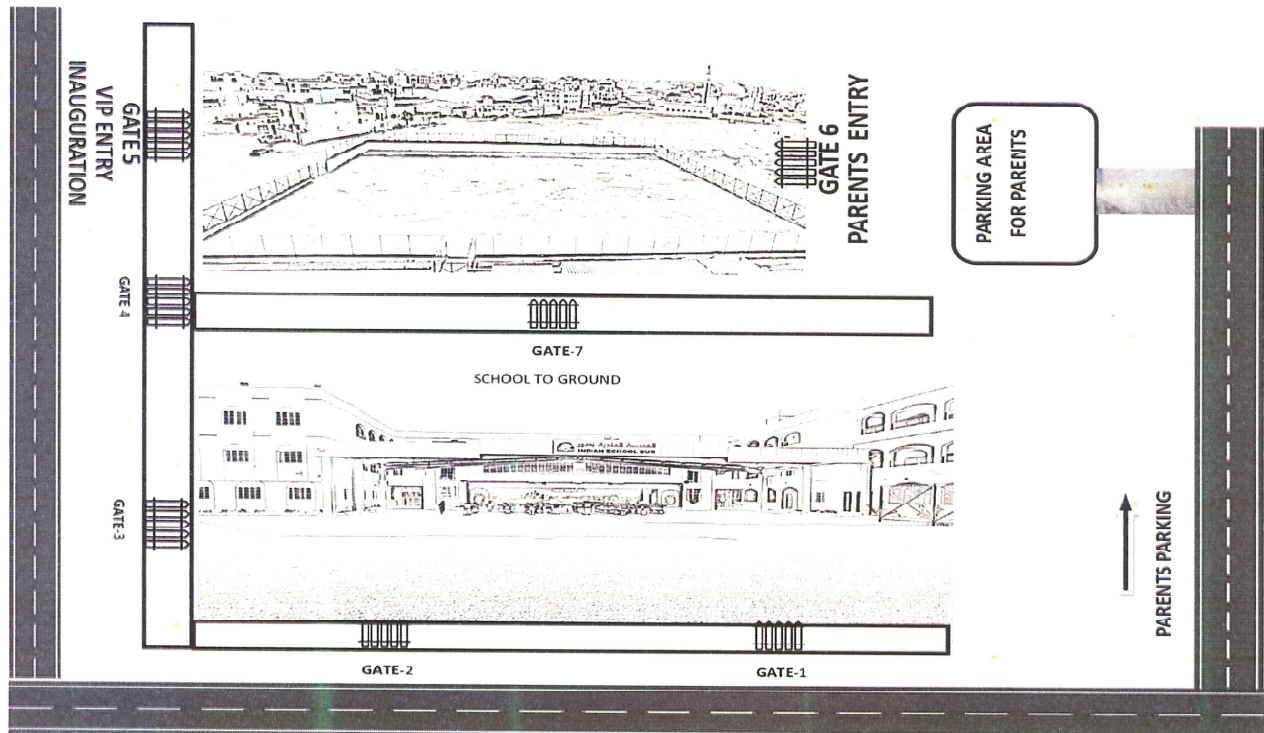 GATE5
VIP ENTRY
INAUGURATION
GATE 6
PARENTS ENTRY
PARKING AREA
FOR PARENTS
GATE 4
GATE-7
SCHOOL TO GROUND
INDIAN SCHOOL SUR
GATE-3
PARENTS PARKING
GATE-2
GATE-1